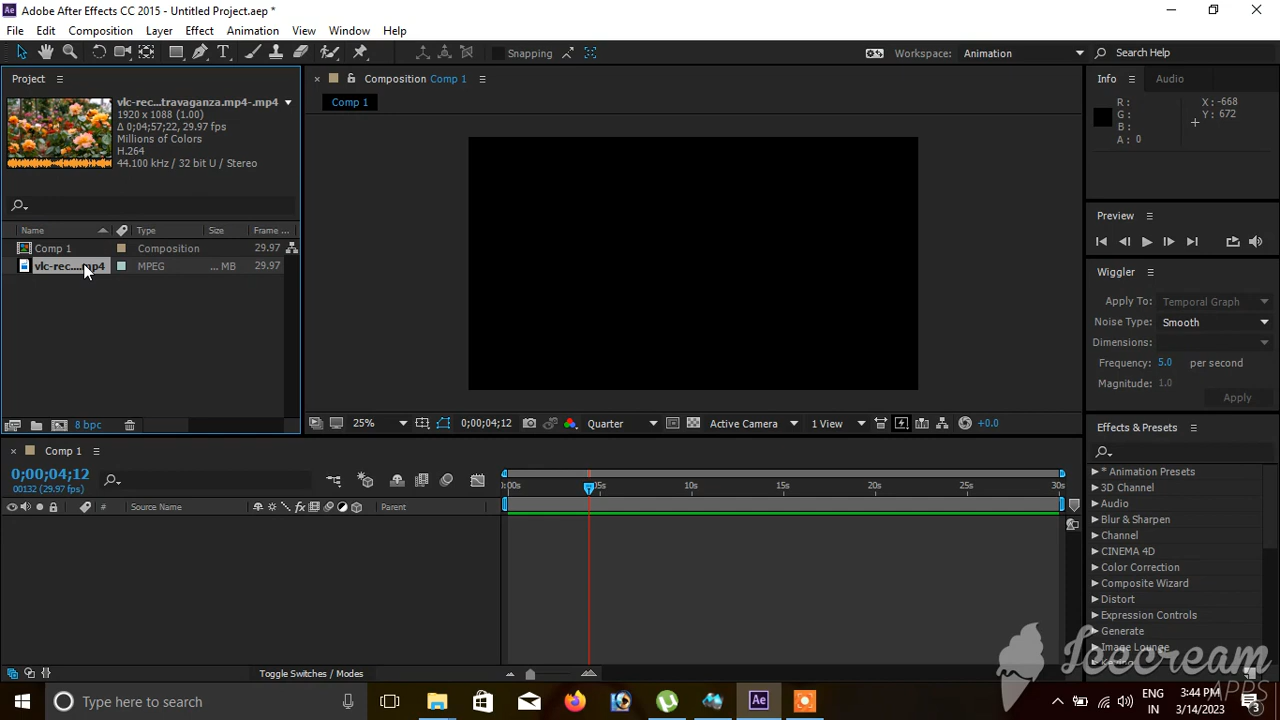 Adobe After Effects CC 2015 - Untitled Project.aep *
File Edit Composition Layer Effect Animation View Window Help
Snapping
Workspace: Animation
Search Help
Project
vlc-rec...travaganza.mp4-.mp4
1920 x 1088 (1.00)
Δ 0;04;57;22, 29.97 fps
Millions of Colors
H.264
44.100 kHz / 32 bit U / Stereo
Name Type Size Frame ...
Comp 1 Composition 29.97
vlc-rec....mp4 MPEG ... MB 29.97
8 bpc
Composition Comp 1
Comp 1
25% 0;00;04;12 Quarter Active Camera 1 View +0.0
Info Audio
R :
G :
B :
A : 0
X : -668
Y : 672
Preview
Wiggler
Apply To: Temporal Graph
Noise Type: Smooth
Dimensions:
Frequency: 5.0 per second
Magnitude: 1.0
Apply
Effects & Presets
* Animation Presets
3D Channel
Audio
Blur & Sharpen
Channel
CINEMA 4D
Color Correction
Composite Wizard
Distort
Expression Controls
Generate
Image Lounge
Comp 1
0;00;04;12
00132 (29.97 fps)
# Source Name Parent
:00s 05s 10s 15s 20s 25s 30s
Toggle Switches / Modes
Icecream
APPS
Type here to search
Ae
ENG
IN
3:44 PM
3/14/2023
3